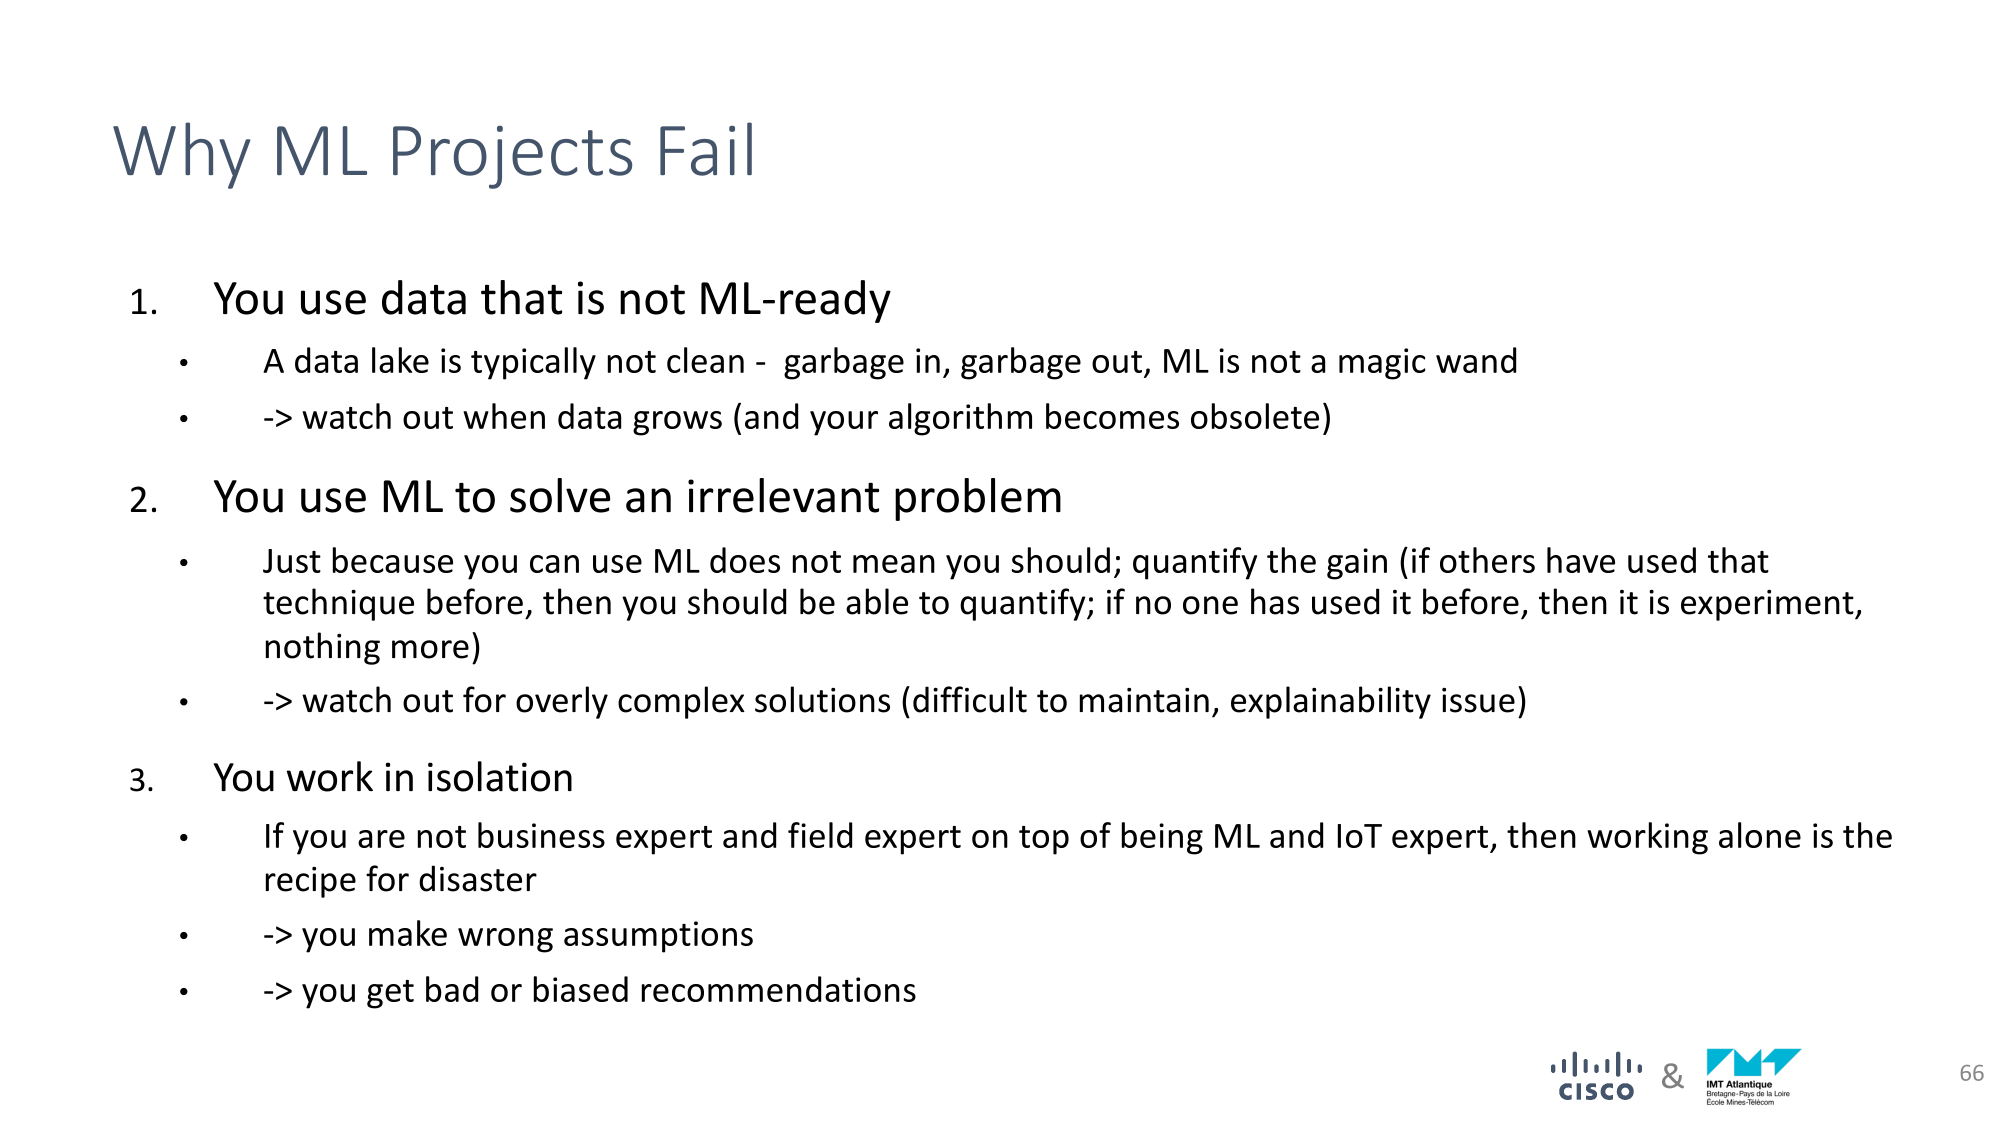 Why ML Projects Fail
1. You use data that is not ML-ready
• A data lake is typically not clean -  garbage in, garbage out, ML is not a magic wand
• -> watch out when data grows (and your algorithm becomes obsolete)
2. You use ML to solve an irrelevant problem
• Just because you can use ML does not mean you should; quantify the gain (if others have used that
technique before, then you should be able to quantify; if no one has used it before, then it is experiment,
nothing more)
• -> watch out for overly complex solutions (difficult to maintain, explainability issue)
3. You work in isolation
• If you are not business expert and field expert on top of being ML and IoT expert, then working alone is the
recipe for disaster
• -> you make wrong assumptions
• -> you get bad or biased recommendations
CISCO & IMT Atlantique
Bretagne-Pays de la Loire
École Mines-Télécom
66